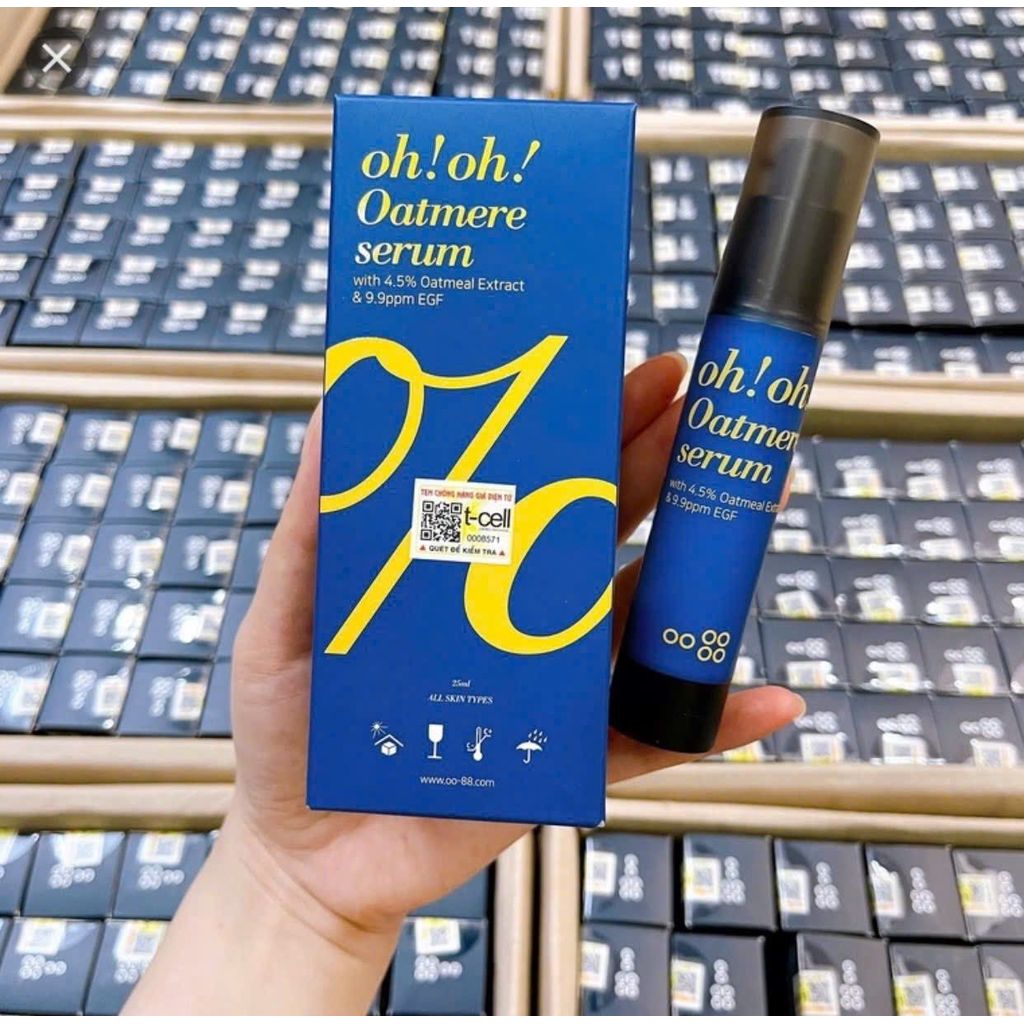 oh! oh!
Oatmere
serum
with 4.5% Oatmeal Extract
& 9.9ppm EGF
%
TEM CHỐNG HÀNG GIẢ ĐIỆN TỬ
t-cell
0008571
QUÉT ĐỂ KIỂM TRA
25ml
ALL SKIN TYPES
www.oo-88.com
oh! oh
Oatmer
serum
with 4.5% Oatmeal Ex
& 9.9ppm EGF